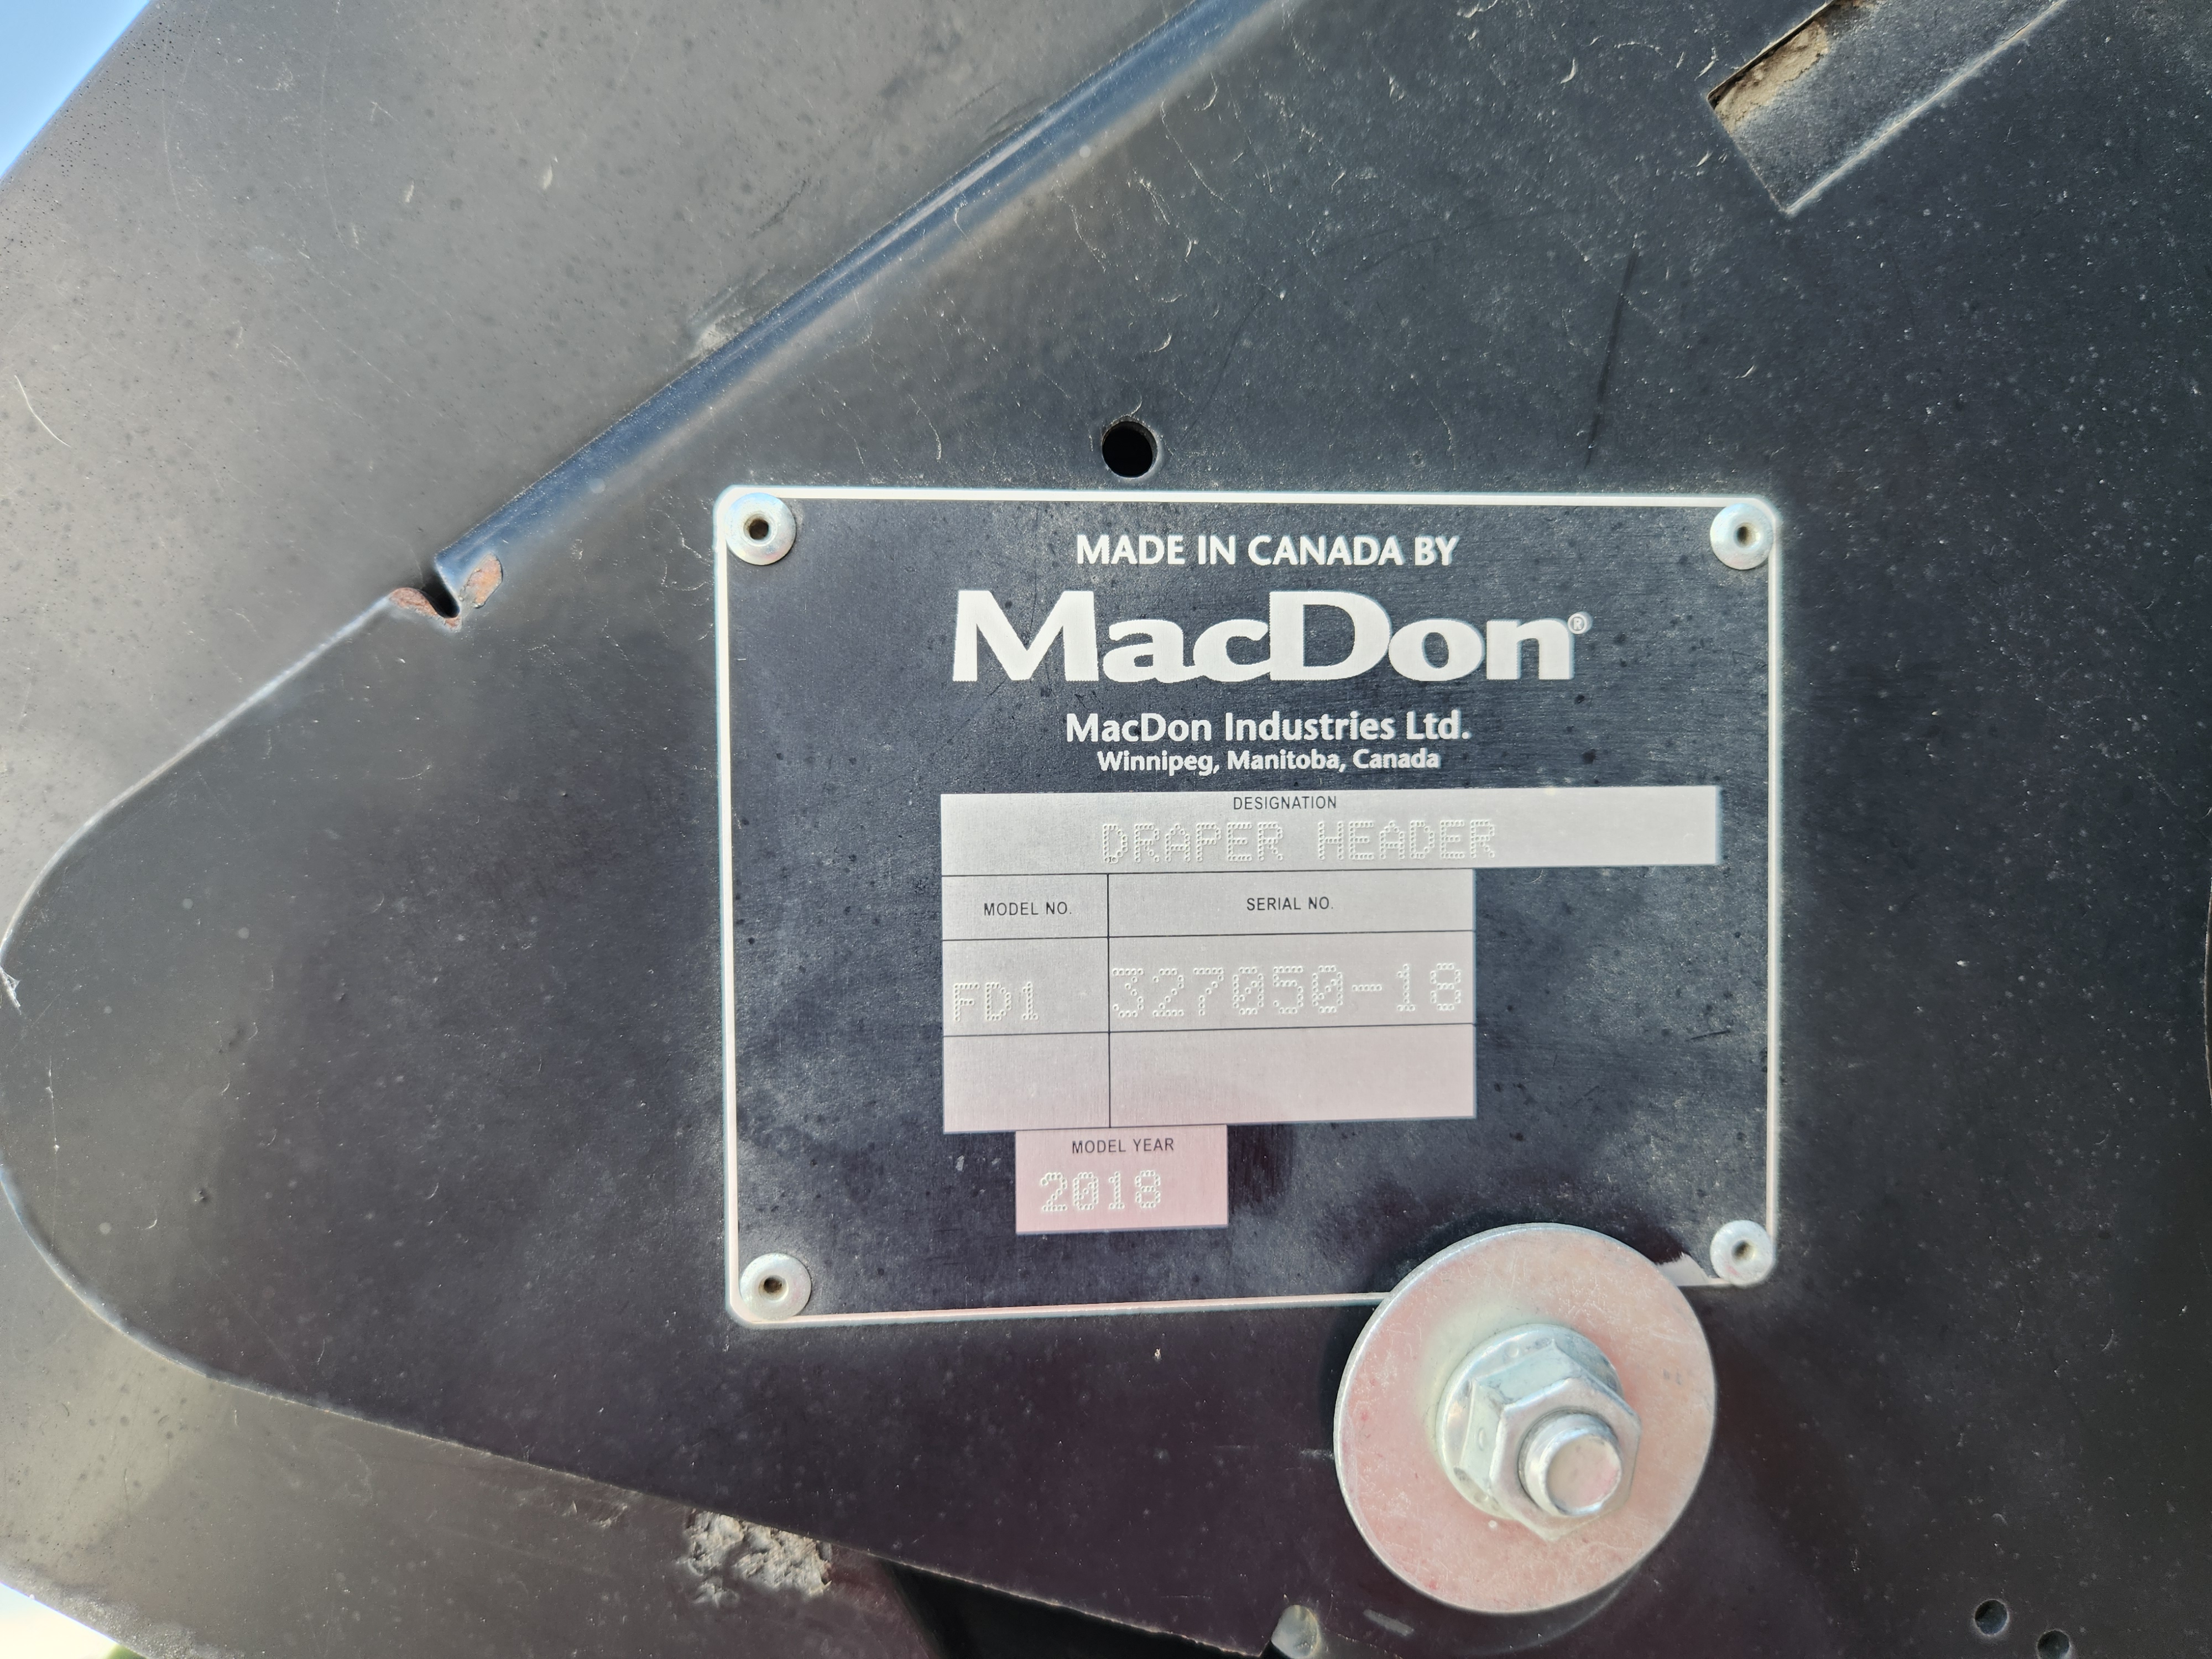 MADE IN CANADA BY
MacDon®
MacDon Industries Ltd.
Winnipeg, Manitoba, Canada
DESIGNATION
DRAPER HEADER
MODEL NO. SERIAL NO.
FD1 327050-18
MODEL YEAR
2018